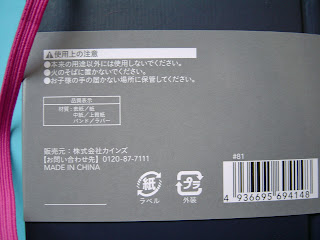 ⚠使用上の注意
●本来の用途以外には使用しないでください。
●火のそばに置かないでください。
●お子様の手の届かない場所に保管してください。
品質表示
材質:表紙/紙
中紙/上質紙
バンド/ラバー
販売元:株式会社カインズ
【お問い合わせ先】0120-87-7111
MADE IN CHINA
紙
ラベル
プラ
外装
#81
4 936695 694148